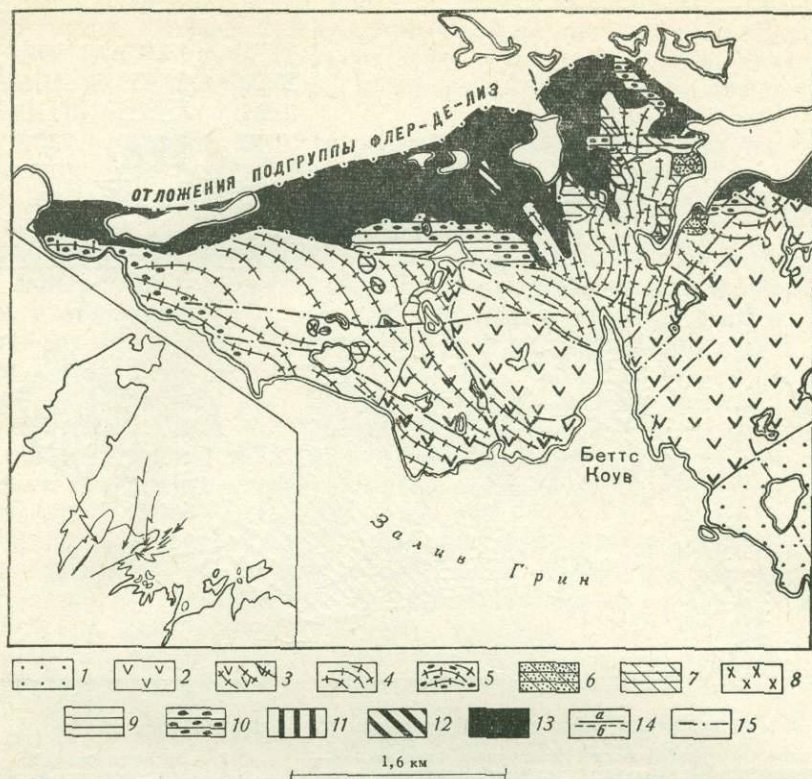 ОТЛОЖЕНИЯ ПОДГРУППЫ ФЛЕР-ДЕ-ЛИЗ
Беттс
Коув
Залив Грин
1 2 3 4 5 6 7 8
9 10 11 12 13 а б 14 15
1,6 км